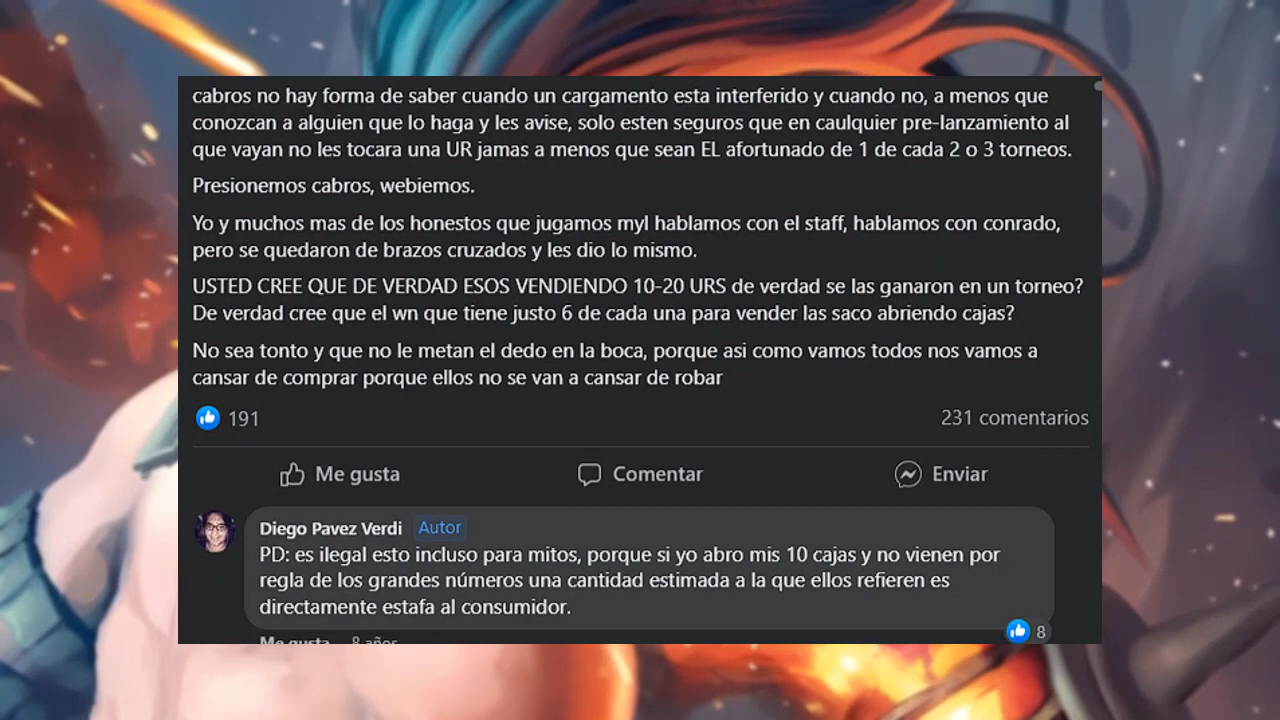 cabros no hay forma de saber cuando un cargamento esta interferido y cuando no, a menos que
conozcan a alguien que lo haga y les avise, solo esten seguros que en caulquier pre-lanzamiento al
que vayan no les tocara una UR jamas a menos que sean EL afortunado de 1 de cada 2 o 3 torneos.
Presionemos cabros, webiemos.
Yo y muchos mas de los honestos que jugamos myl hablamos con el staff, hablamos con conrado,
pero se quedaron de brazos cruzados y les dio lo mismo.
USTED CREE QUE DE VERDAD ESOS VENDIENDO 10-20 URS de verdad se las ganaron en un torneo?
De verdad cree que el wn que tiene justo 6 de cada una para vender las saco abriendo cajas?
No sea tonto y que no le metan el dedo en la boca, porque asi como vamos todos nos vamos a
cansar de comprar porque ellos no se van a cansar de robar
191 231 comentarios
Me gusta Comentar Enviar
Diego Pavez Verdi Autor
PD: es ilegal esto incluso para mitos, porque si yo abro mis 10 cajas y no vienen por
regla de los grandes números una cantidad estimada a la que ellos refieren es
directamente estafa al consumidor.
Me gusta 8 años 8